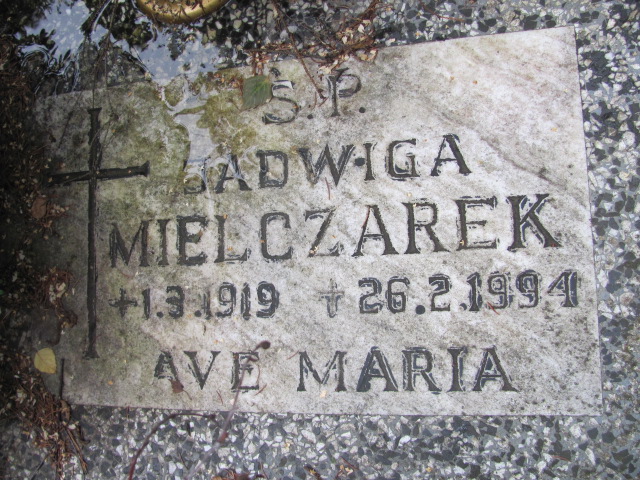 Ś.P.
JADWIGA
MIELCZAREK
+1.3.1919 +26.2.1994
AVE MARIA